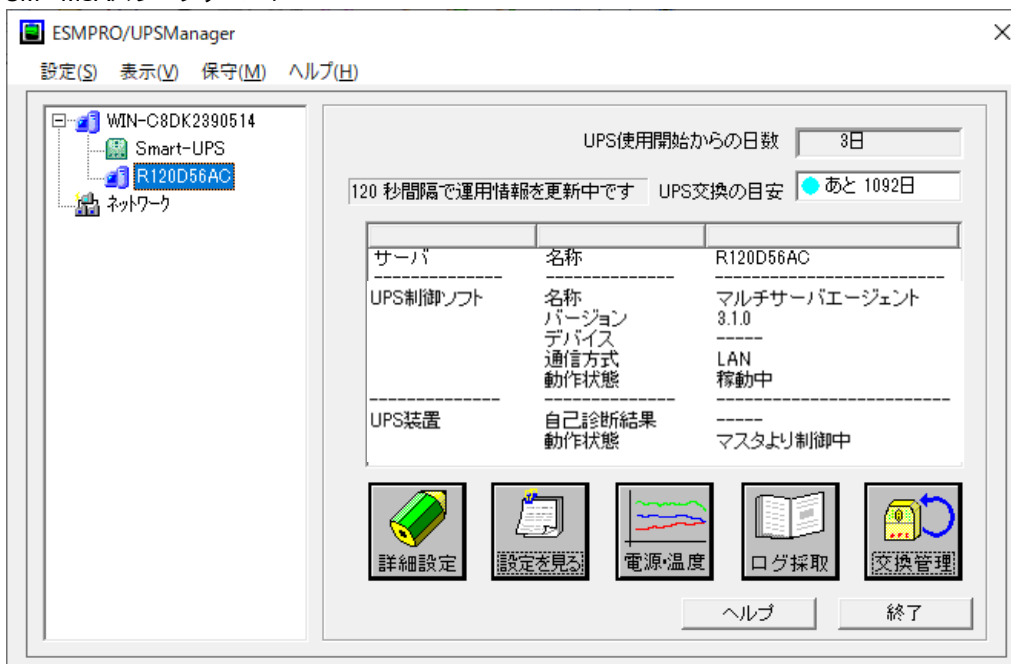 ESMPRO/UPSManager
設定(S) 表示(V) 保守(M) ヘルプ(H)
WIN-C8DK2390514
Smart-UPS
R120D56AC
ネットワーク
UPS使用開始からの日数 3日
120 秒間隔で運用情報を更新中です UPS交換の目安 あと 1092日
サーバ 名称 R120D56AC
-------------- -------------- -------------------------
UPS制御ソフト 名称 マルチサーバエージェント
バージョン 3.1.0
デバイス -----
通信方式 LAN
動作状態 稼動中
-------------- -------------- -------------------------
UPS装置 自己診断結果 -----
動作状態 マスタより制御中
詳細設定 設定を見る 電源・温度 ログ採取 交換管理
ヘルプ 終了